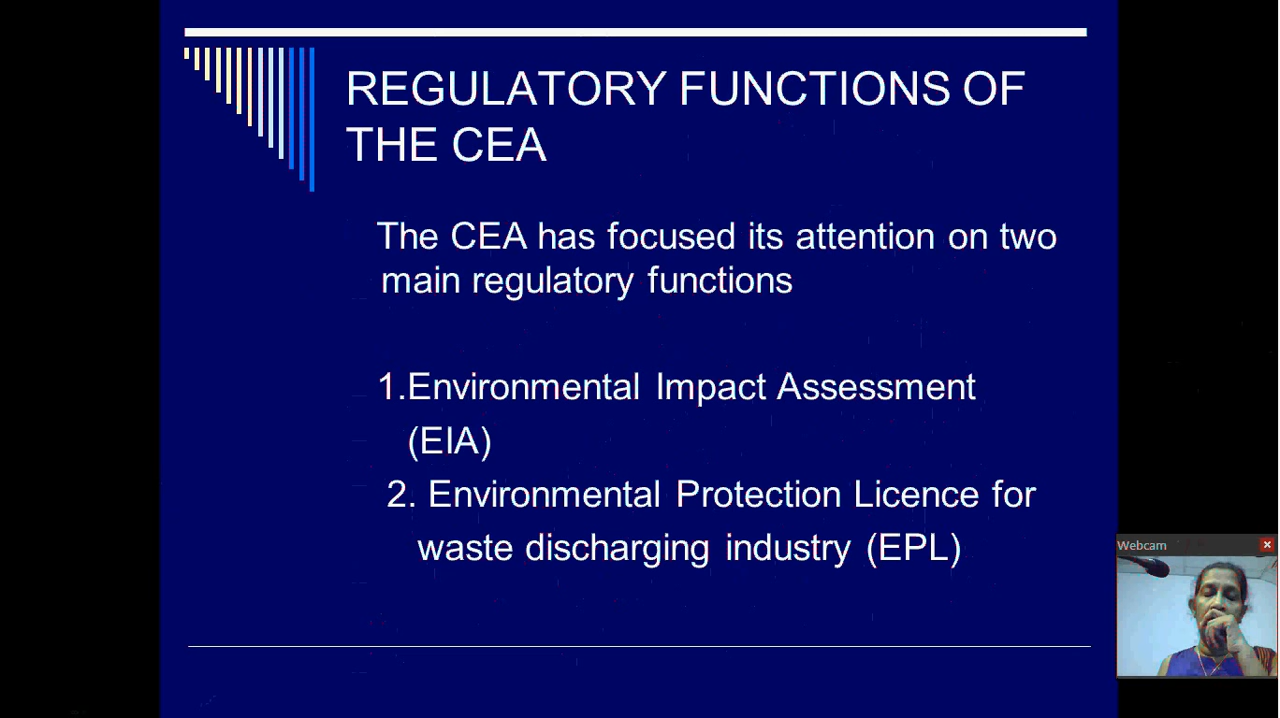 REGULATORY FUNCTIONS OF
THE CEA
The CEA has focused its attention on two
main regulatory functions
1.Environmental Impact Assessment
(EIA)
2. Environmental Protection Licence for
waste discharging industry (EPL)
Webcam